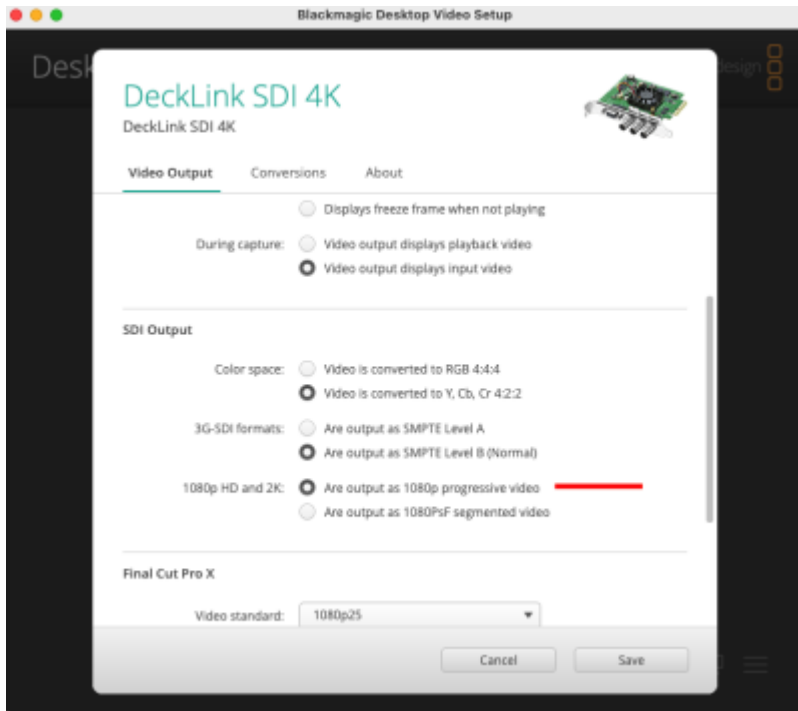 Blackmagic Desktop Video Setup
Desk
design
DeckLink SDI 4K
DeckLink SDI 4K
Video Output Conversions About
Displays freeze frame when not playing
During capture: Video output displays playback video
Video output displays input video
SDI Output
Color space: Video is converted to RGB 4:4:4
Video is converted to Y, Cb, Cr 4:2:2
3G-SDI formats: Are output as SMPTE Level A
Are output as SMPTE Level B (Normal)
1080p HD and 2K: Are output as 1080p progressive video
Are output as 1080PsF segmented video
Final Cut Pro X
Video standard: 1080p25
Cancel Save